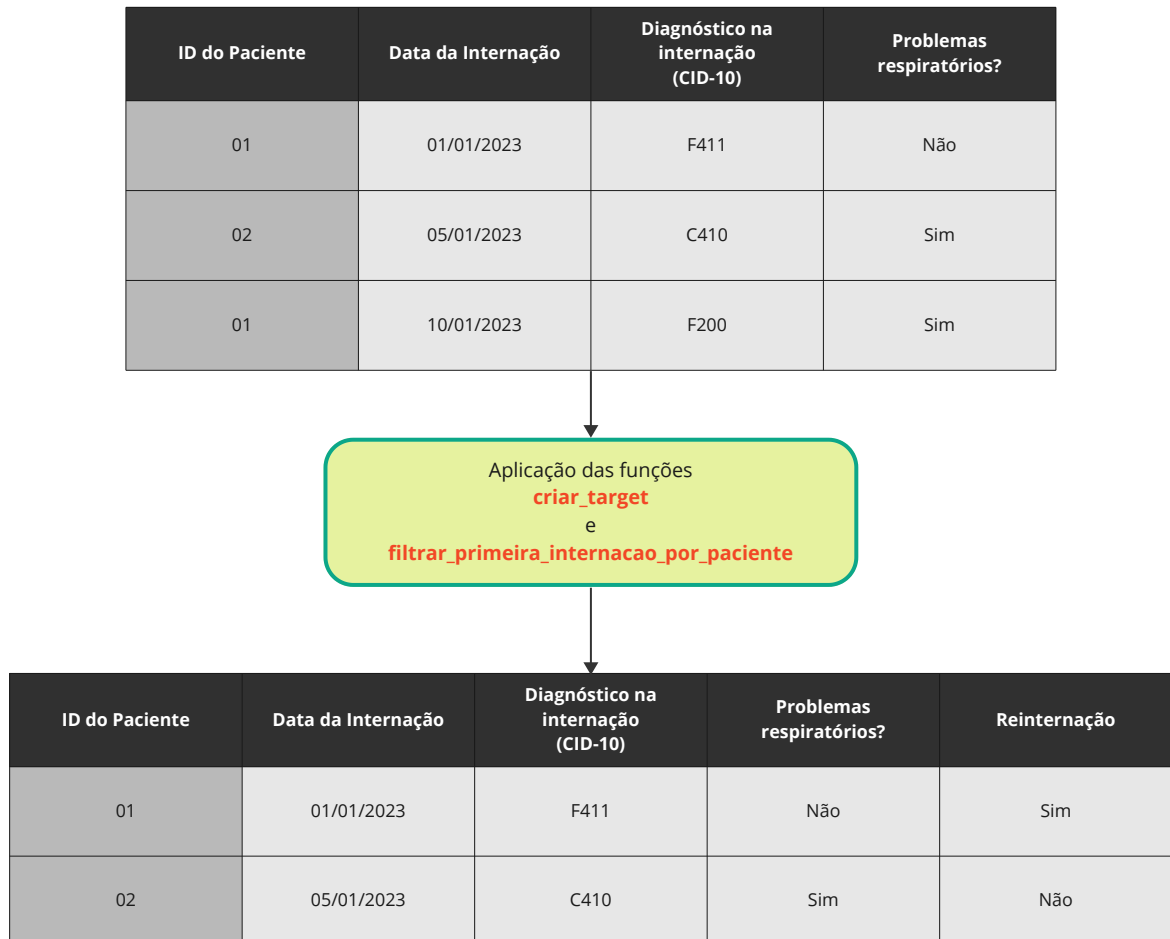 ID do Paciente Data da Internação Diagnóstico na internação (CID-10) Problemas respiratórios?
01 01/01/2023 F411 Não
02 05/01/2023 C410 Sim
01 10/01/2023 F200 Sim
Aplicação das funções
criar_target
e
filtrar_primeira_internacao_por_paciente
ID do Paciente Data da Internação Diagnóstico na internação (CID-10) Problemas respiratórios? Reinternação
01 01/01/2023 F411 Não Sim
02 05/01/2023 C410 Sim Não